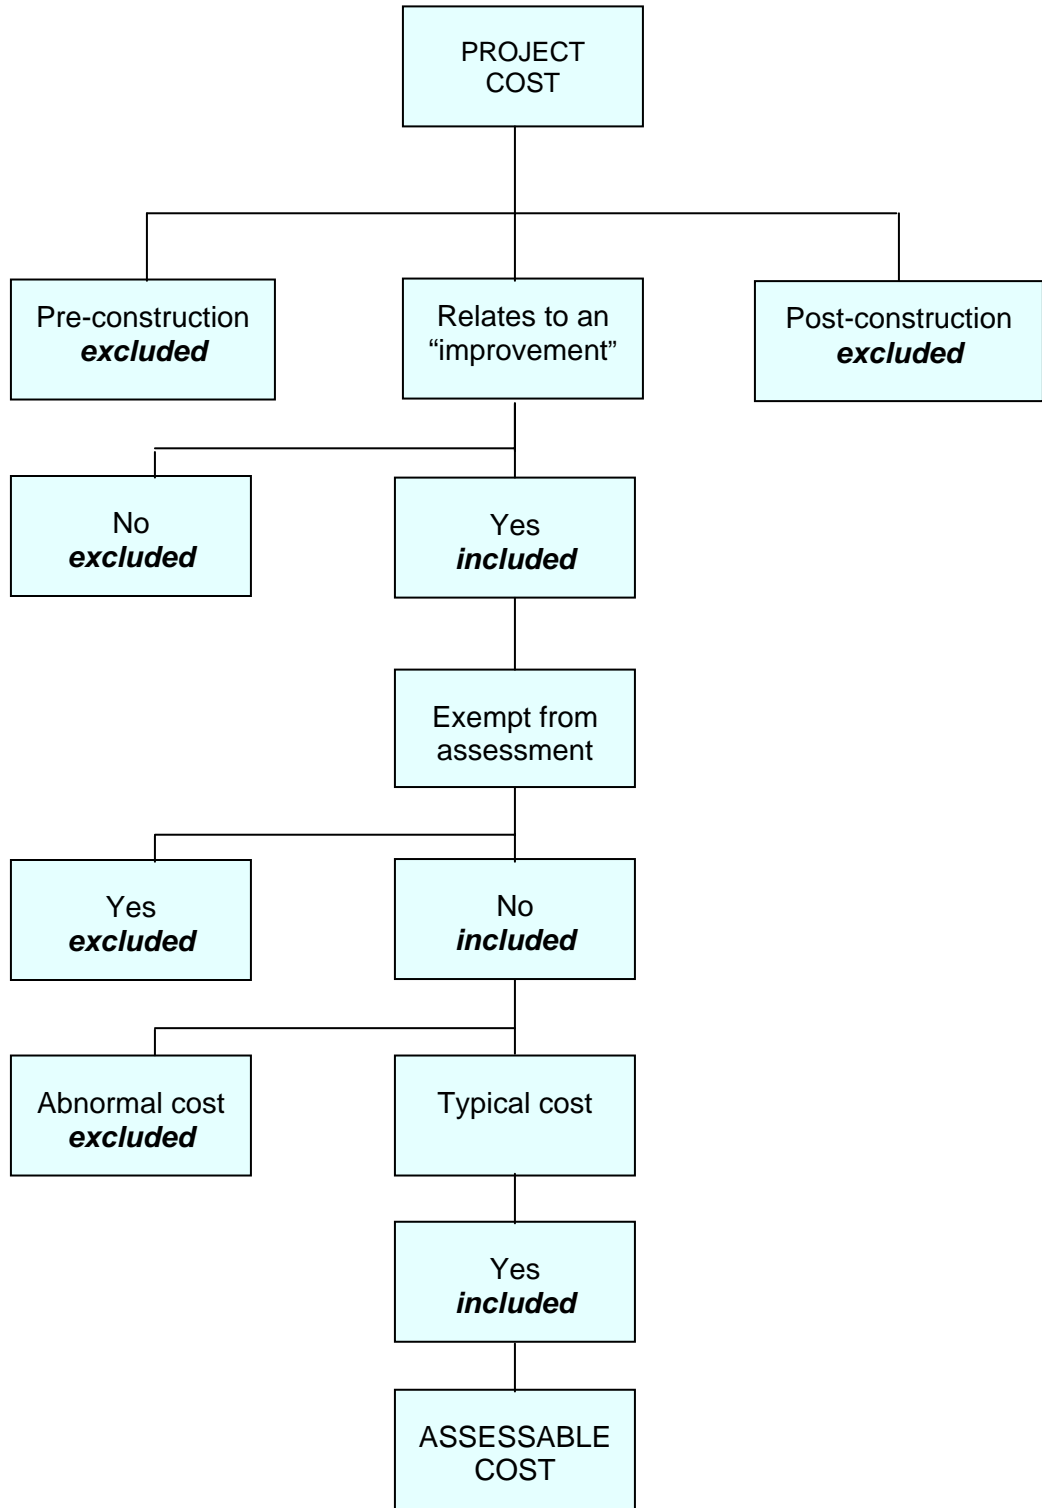 PROJECT
COST
Pre-construction
excluded
Relates to an
“improvement”
Post-construction
excluded
No
excluded
Yes
included
Exempt from
assessment
Yes
excluded
No
included
Abnormal cost
excluded
Typical cost
Yes
included
ASSESSABLE
COST